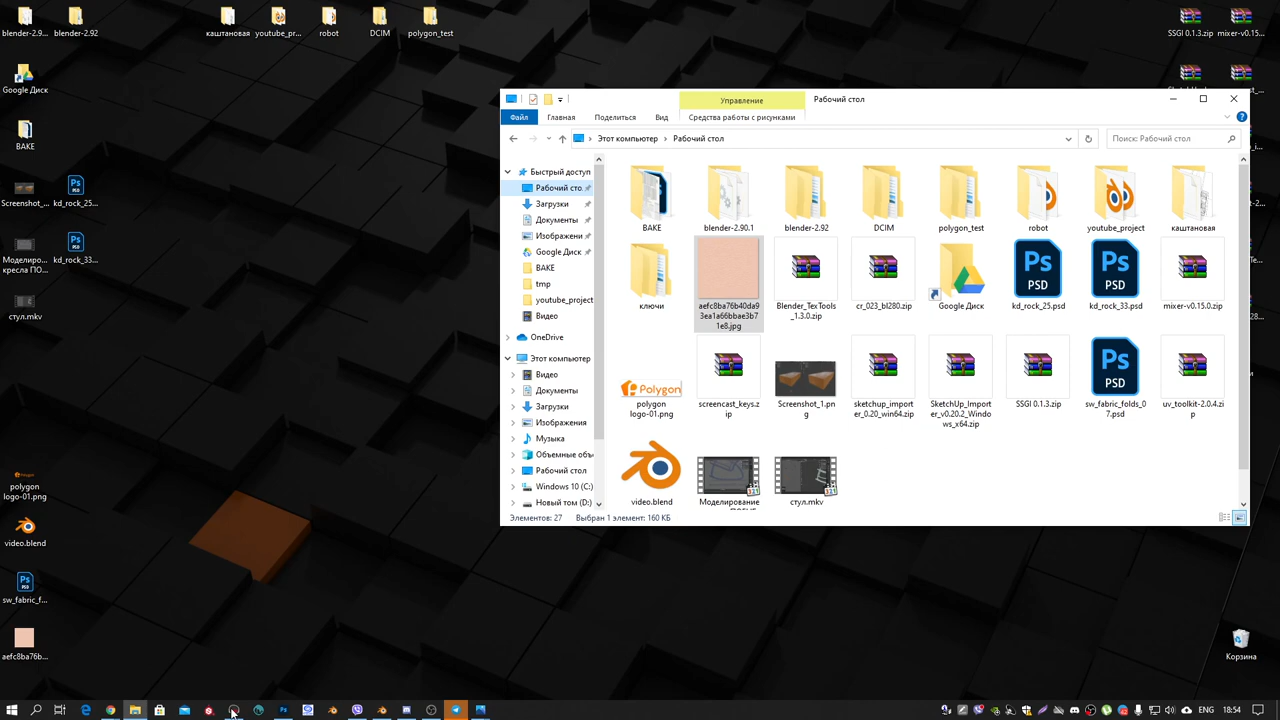 blender-2.9...
blender-2.92
каштановая
youtube_pr...
robot
DCIM
polygon_test
SSGI 0.1.3.zip
mixer-v0.15...
Google Диск
BAKE
Screenshot_...
kd_rock_25...
Моделиро...
кресла ПО...
kd_rock_33...
стул.mkv
polygon
logo-01.png
video.blend
sw_fabric_f...
aefc8ba76b...
Корзина
Управление
Рабочий стол
Файл
Главная
Поделиться
Вид
Средства работы с рисунками
Этот компьютер
Рабочий стол
Поиск: Рабочий стол
Быстрый доступ
Рабочий сто.
Загрузки
Документы
Изображени
Google Диск
BAKE
tmp
youtube_project
Видео
OneDrive
Этот компьютер
Видео
Документы
Загрузки
Изображения
Музыка
Объемные объ
Рабочий стол
Windows 10 (C:)
Новый том (D:)
BAKE
blender-2.90.1
blender-2.92
DCIM
polygon_test
robot
youtube_project
каштановая
ключи
aefc8ba76b40da9
3ea1a66bbae3b7
1e8.jpg
Blender_TexTools
_1.3.0.zip
cr_023_bl280.zip
Google Диск
Ps
PSD
kd_rock_25.psd
Ps
PSD
kd_rock_33.psd
mixer-v0.15.0.zip
Polygon
polygon
logo-01.png
screencast_keys.z
ip
Screenshot_1.pn
g
sketchup_import
er_0.20_win64.zip
SketchUp_Import
er_v0.20.2_Windo
ws_x64.zip
SSGI 0.1.3.zip
Ps
PSD
sw_fabric_folds_0
7.psd
uv_toolkit-2.0.4.zi
p
video.blend
Моделирование
стул.mkv
Элементов: 27
Выбран 1 элемент: 160 КБ
ENG
18:54